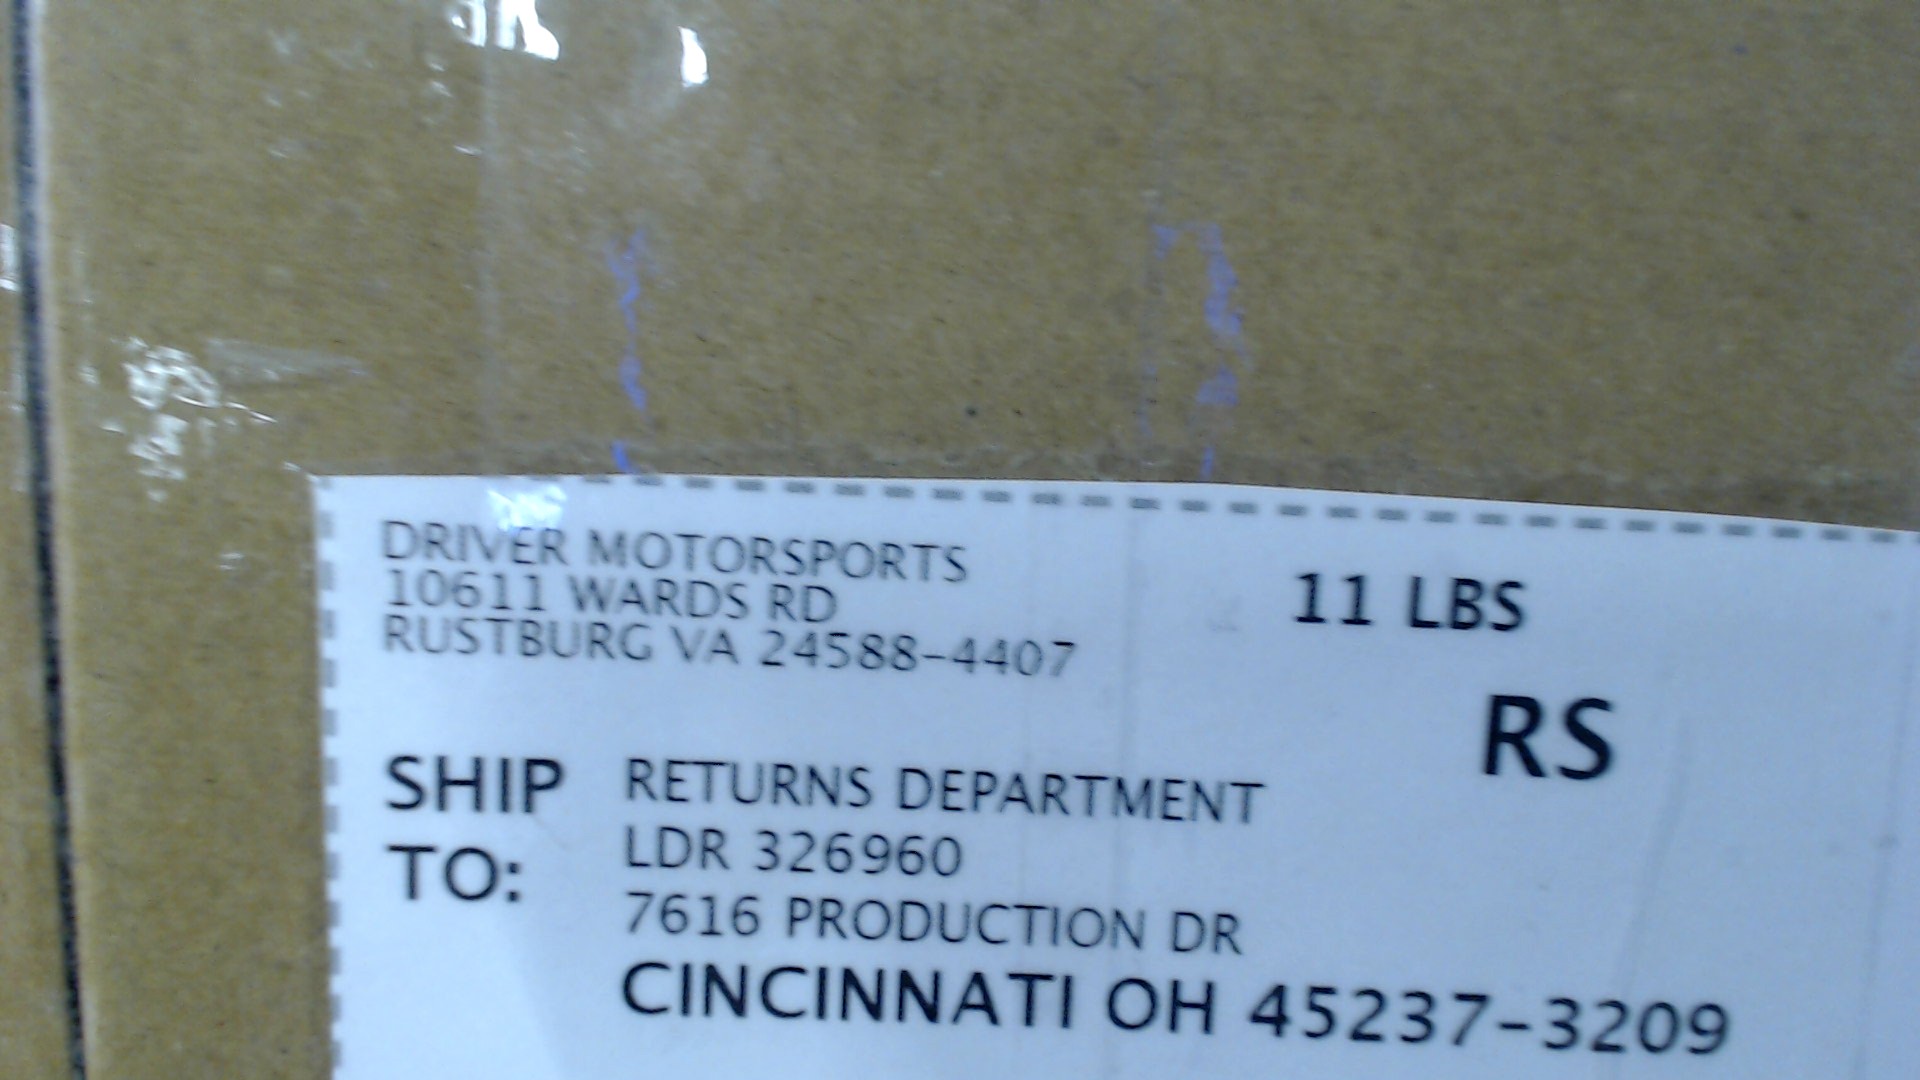 DRIVER MOTORSPORTS
10611 WARDS RD
RUSTBURG VA 24588-4407
11 LBS
RS
SHIP TO:
RETURNS DEPARTMENT
LDR 326960
7616 PRODUCTION DR
CINCINNATI OH 45237-3209